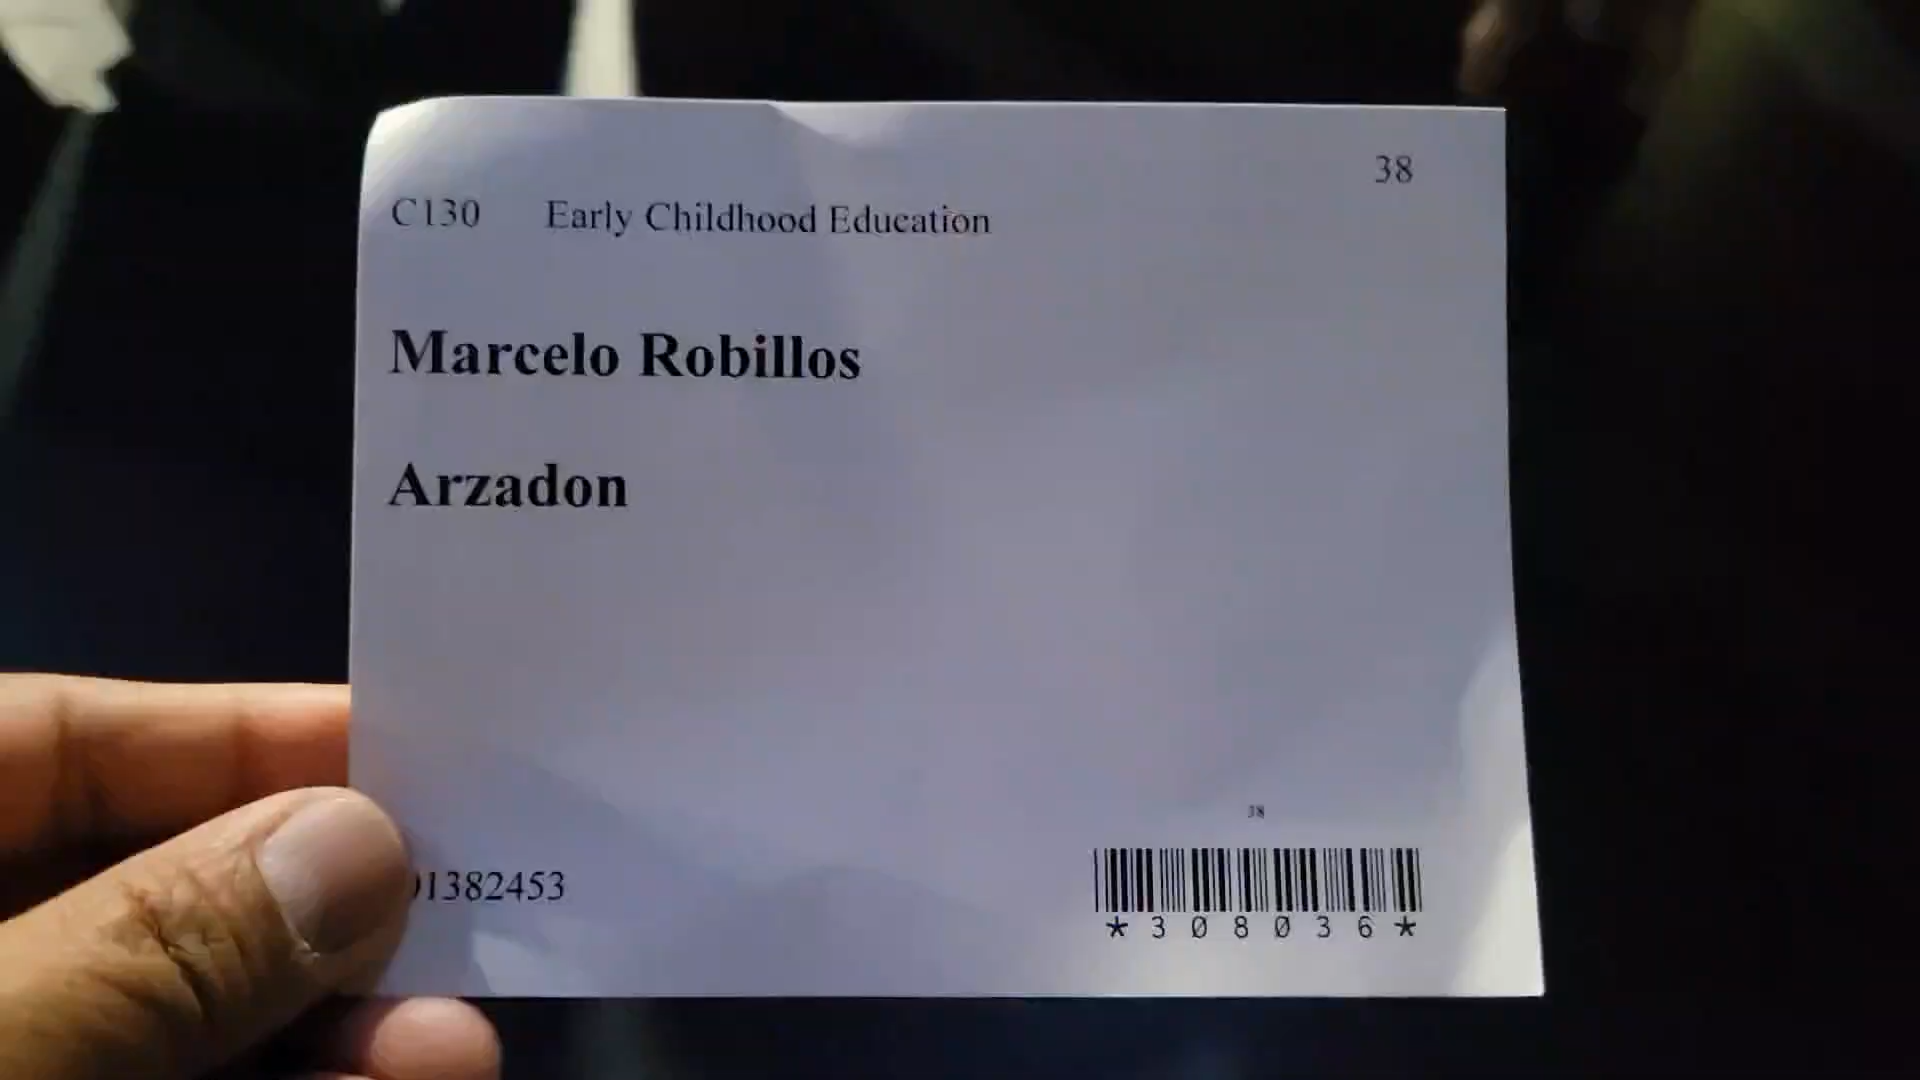 38
C130 Early Childhood Education
Marcelo Robillos
Arzadon
38
1382453
*308036*